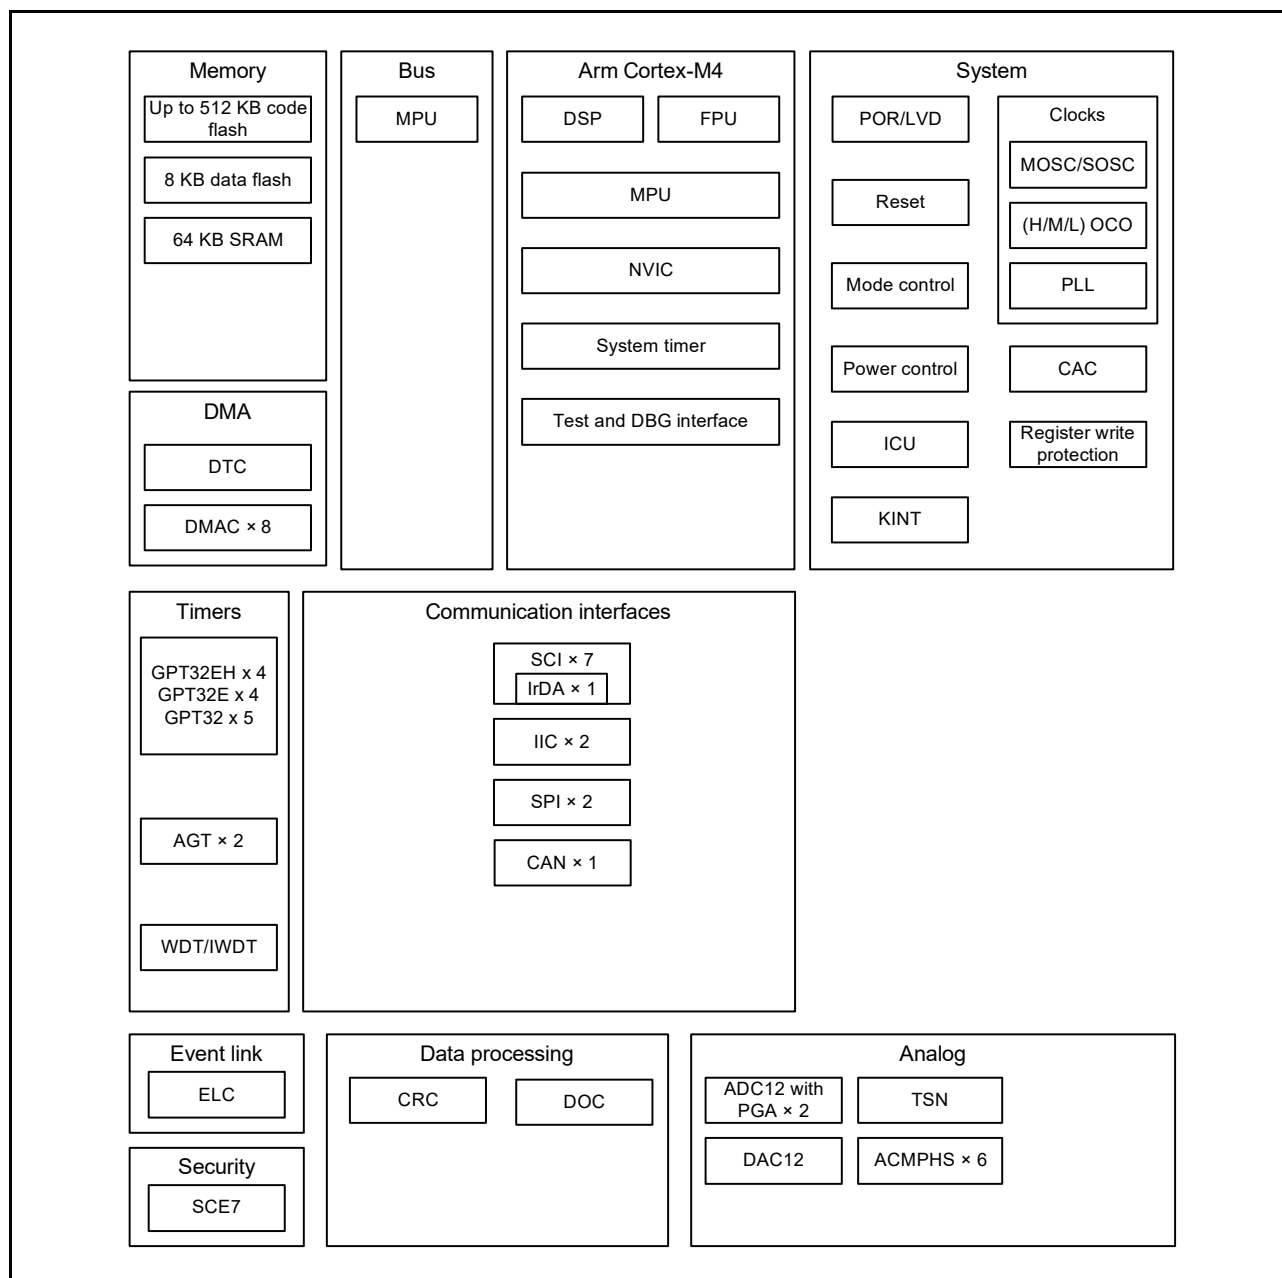 Memory
Up to 512 KB code
flash
8 KB data flash
64 KB SRAM
DMA
DTC
DMAC × 8
Bus
MPU
Arm Cortex-M4
DSP
FPU
MPU
NVIC
System timer
Test and DBG interface
System
POR/LVD
Reset
Mode control
Power control
ICU
KINT
Clocks
MOSC/SOSC
(H/M/L) OCO
PLL
CAC
Register write
protection
Timers
GPT32EH x 4
GPT32E x 4
GPT32 x 5
AGT × 2
WDT/IWDT
Communication interfaces
SCI × 7
IrDA × 1
IIC × 2
SPI × 2
CAN × 1
Event link
ELC
Security
SCE7
Data processing
CRC
DOC
Analog
ADC12 with
PGA × 2
TSN
DAC12
ACMPHS × 6